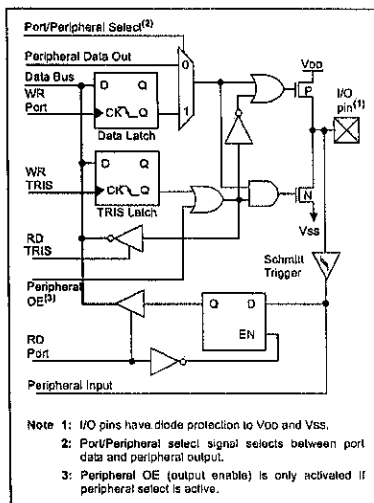 Port/Peripheral Select(2)
Peripheral Data Out
Data Bus
WR
Port
D Q
CK Q
Data Latch
0
1
VDD
P
I/O
pin(1)
WR
TRIS
D Q
CK Q
TRIS Latch
N
VSS
RD
TRIS
Schmitt
Trigger
Peripheral
OE(3)
Q D
EN
RD
Port
Peripheral Input
Note 1: I/O pins have diode protection to VDD and VSS.
2: Port/Peripheral select signal selects between port
data and peripheral output.
3: Peripheral OE (output enable) is only activated if
peripheral select is active.